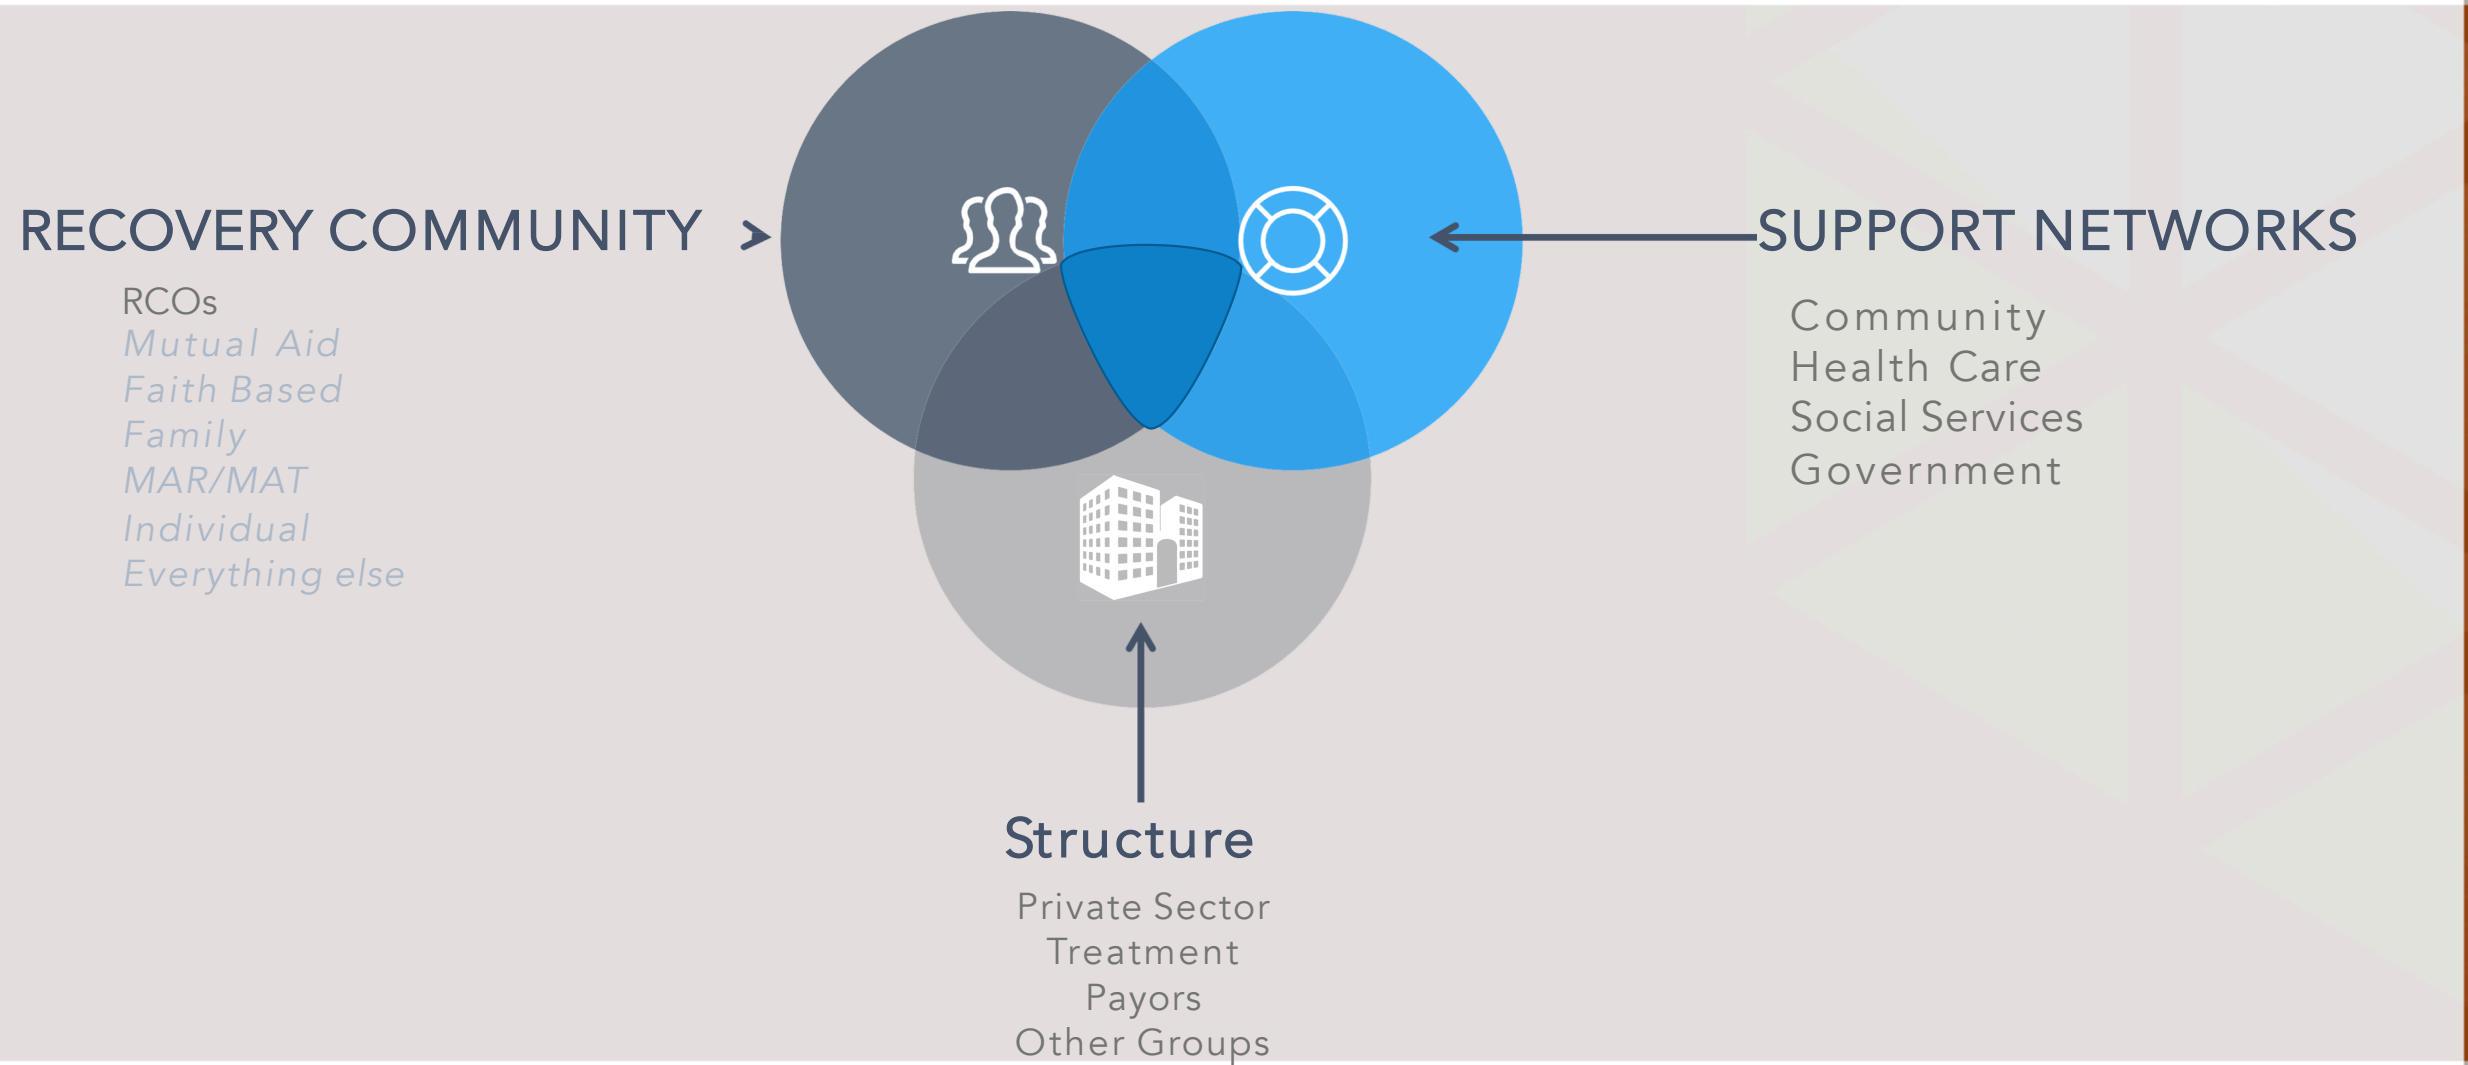 RECOVERY COMMUNITY
RCOs
Mutual Aid
Faith Based
Family
MAR/MAT
Individual
Everything else
SUPPORT NETWORKS
Community
Health Care
Social Services
Government
Structure
Private Sector
Treatment
Payors
Other Groups